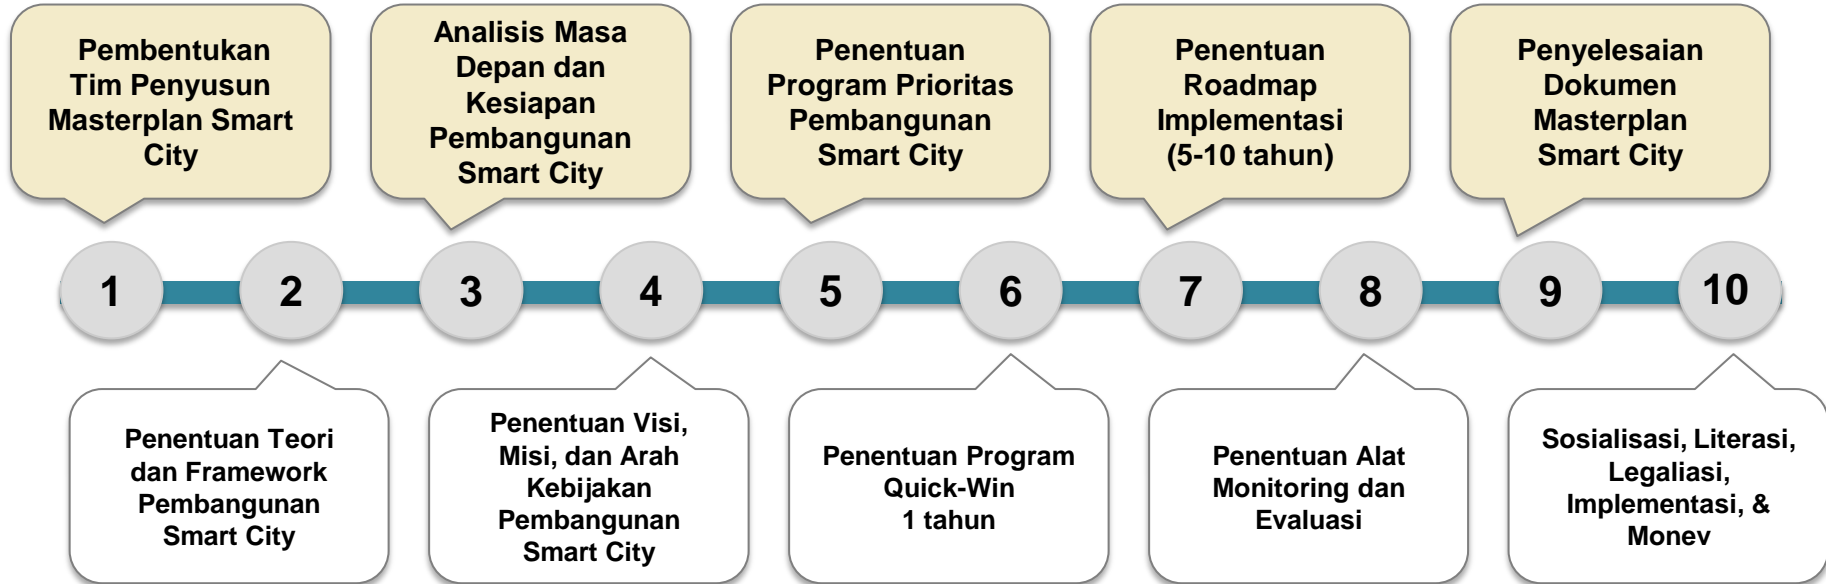 Pembentukan
Tim Penyusun
Masterplan Smart
City
Analisis Masa
Depan dan
Kesiapan
Pembangunan
Smart City
Penentuan
Program Prioritas
Pembangunan
Smart City
Penentuan
Roadmap
Implementasi
(5-10 tahun)
Penyelesaian
Dokumen
Masterplan
Smart City
1
2
3
4
5
6
7
8
9
10
Penentuan Teori
dan Framework
Pembangunan
Smart City
Penentuan Visi,
Misi, dan Arah
Kebijakan
Pembangunan
Smart City
Penentuan Program
Quick-Win
1 tahun
Penentuan Alat
Monitoring dan
Evaluasi
Sosialisasi, Literasi,
Legaliasi,
Implementasi, &
Monev